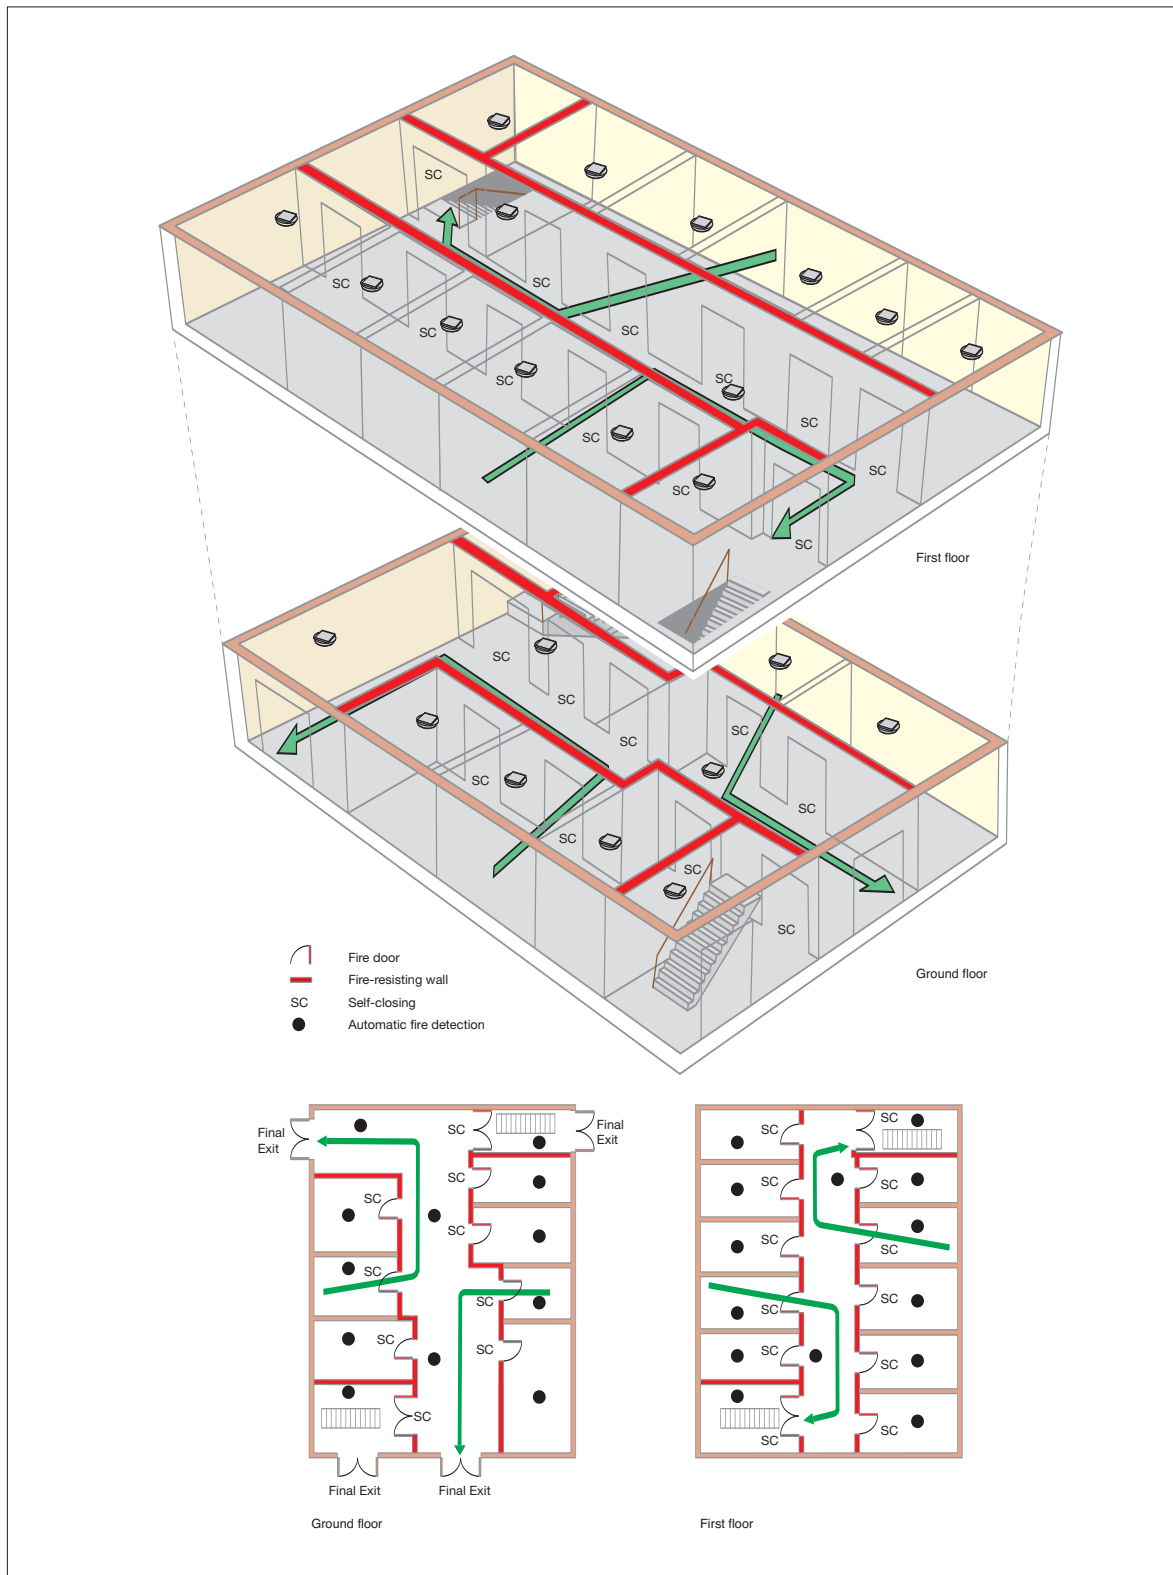 SC
SC
SC
SC
SC
SC
SC
SC
SC
SC
SC
SC
SC
First floor
SC
SC
SC
SC
SC
SC
SC
SC
SC
Ground floor
Fire door
Fire-resisting wall
SC Self-closing
Automatic fire detection
Final
Exit
SC
Final
Exit
SC
SC
SC
SC
SC
SC
SC
SC
Final Exit
Final Exit
Ground floor
SC
SC
SC
SC
SC
SC
SC
SC
SC
SC
SC
SC
First floor